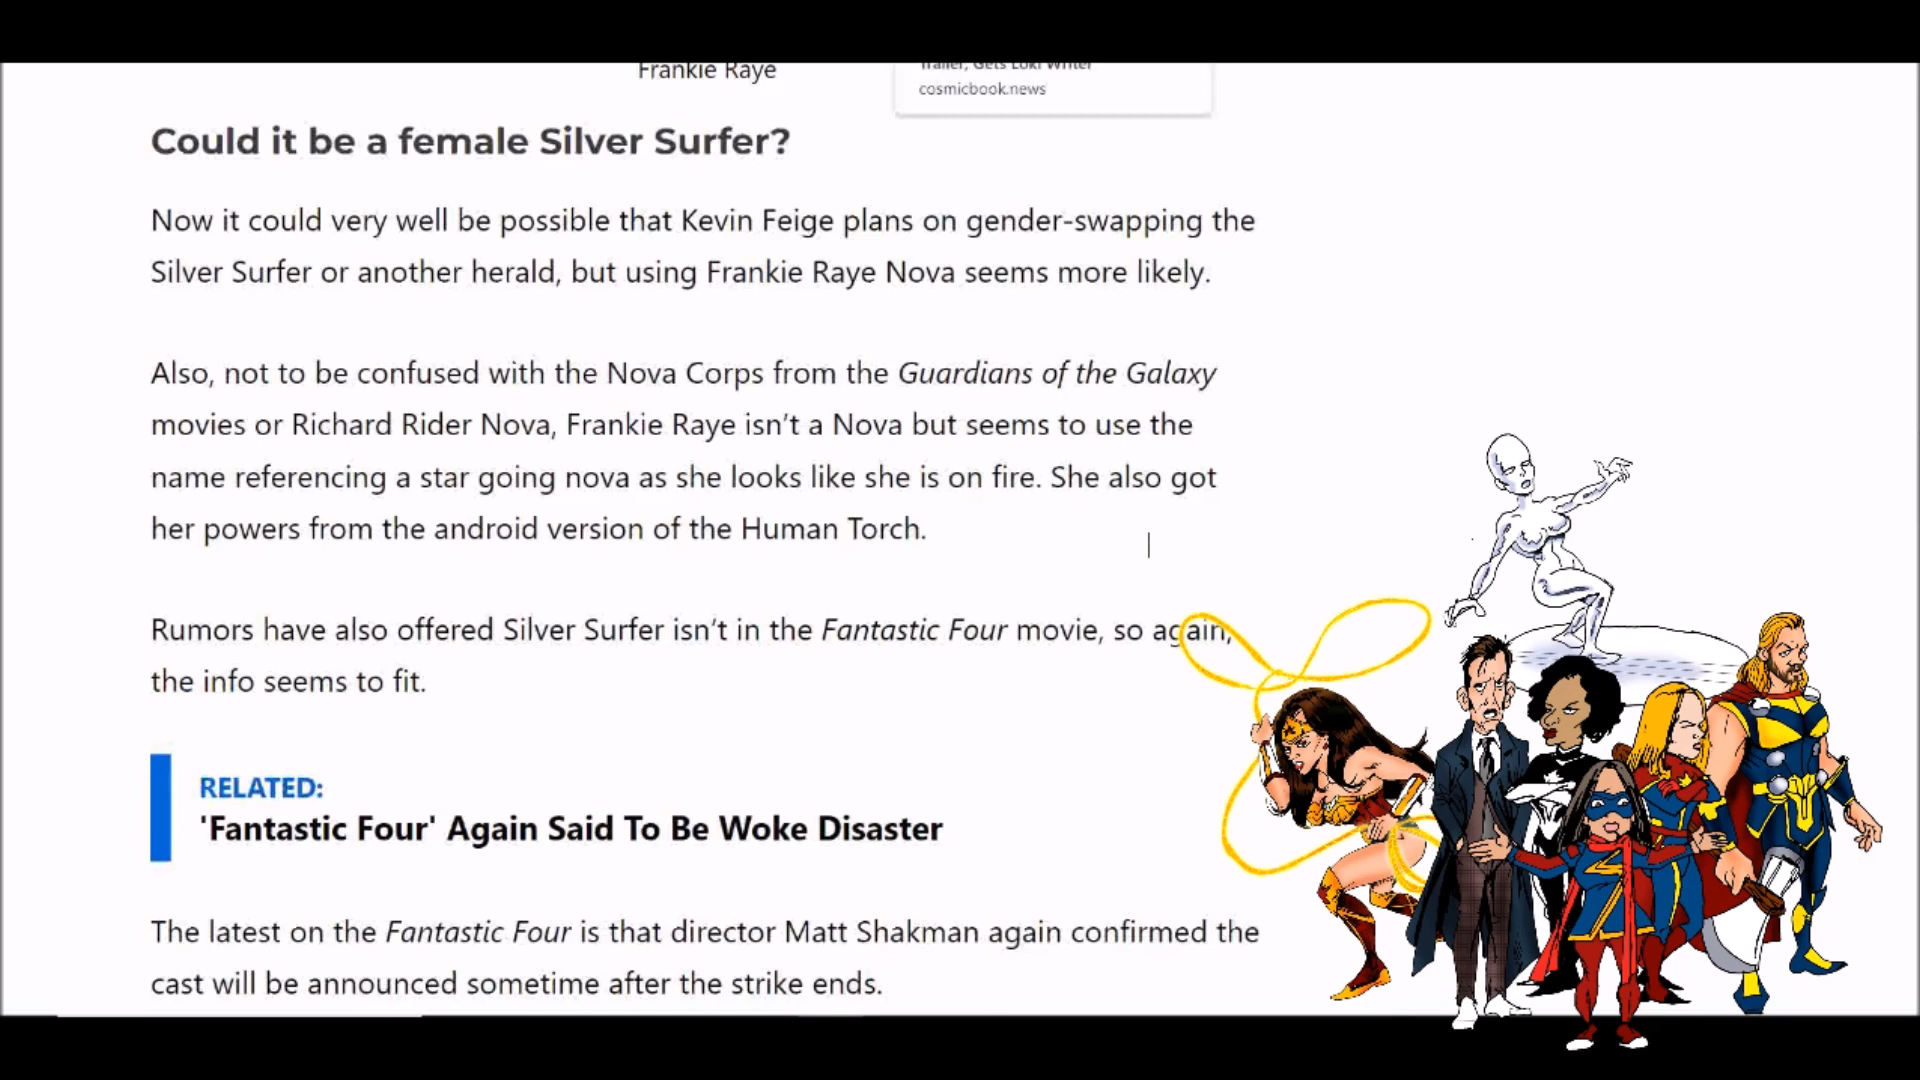 Frankie Raye
Trailer, Gets Loki Writer
cosmicbook.news
Could it be a female Silver Surfer?
Now it could very well be possible that Kevin Feige plans on gender-swapping the
Silver Surfer or another herald, but using Frankie Raye Nova seems more likely.
Also, not to be confused with the Nova Corps from the Guardians of the Galaxy
movies or Richard Rider Nova, Frankie Raye isn't a Nova but seems to use the
name referencing a star going nova as she looks like she is on fire. She also got
her powers from the android version of the Human Torch.
Rumors have also offered Silver Surfer isn't in the Fantastic Four movie, so again,
the info seems to fit.
RELATED:
'Fantastic Four' Again Said To Be Woke Disaster
The latest on the Fantastic Four is that director Matt Shakman again confirmed the
cast will be announced sometime after the strike ends.